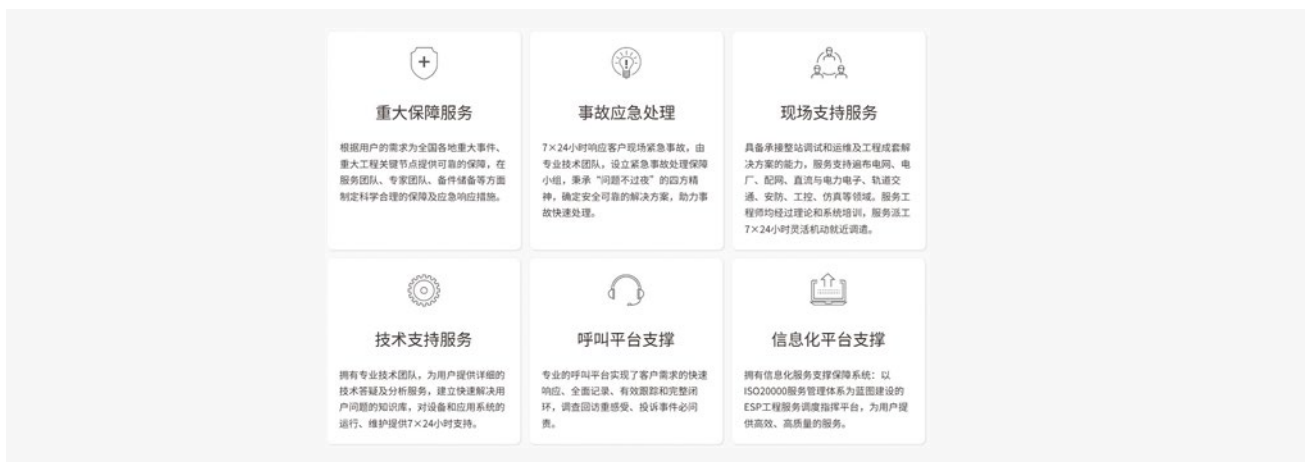 重大保障服务
根据用户的需求为全国各地重大事件、
重大工程关键节点提供可靠的保障，在
服务团队、专家团队、备件储备等方面
制定科学合理的保障及应急响应措施。
事故应急处理
7×24小时响应客户现场紧急事故，由
专业技术团队，设立紧急事故处理保障
小组，秉承“问题不过夜”的四方精
神，确定安全可靠的解决方案，助力事
故快速处理。
现场支持服务
具备承接整站调试和运维及工程成套解
决方案的能力，服务支持遍布电网、电
厂、配网、直流与电力电子、轨道交
通、安防、工控、仿真等领域。服务工
程师均经过理论和系统培训，服务派工
7×24小时灵活机动就近调遣。
技术支持服务
拥有专业技术团队，为用户提供详细的
技术答疑及分析服务，建立快速解决用
户问题的知识库，对设备和应用系统的
运行、维护提供7×24小时支持。
呼叫平台支撑
专业的呼叫平台实现了客户需求的快速
响应、全面记录、有效跟踪和完整闭
环，调查回访重感受、投诉事件必问
责。
信息化平台支撑
拥有信息化服务支撑保障系统：以
ISO20000服务管理体系为蓝图建设的
ESP工程服务调度指挥平台，为用户提
供高效、高质量的服务。